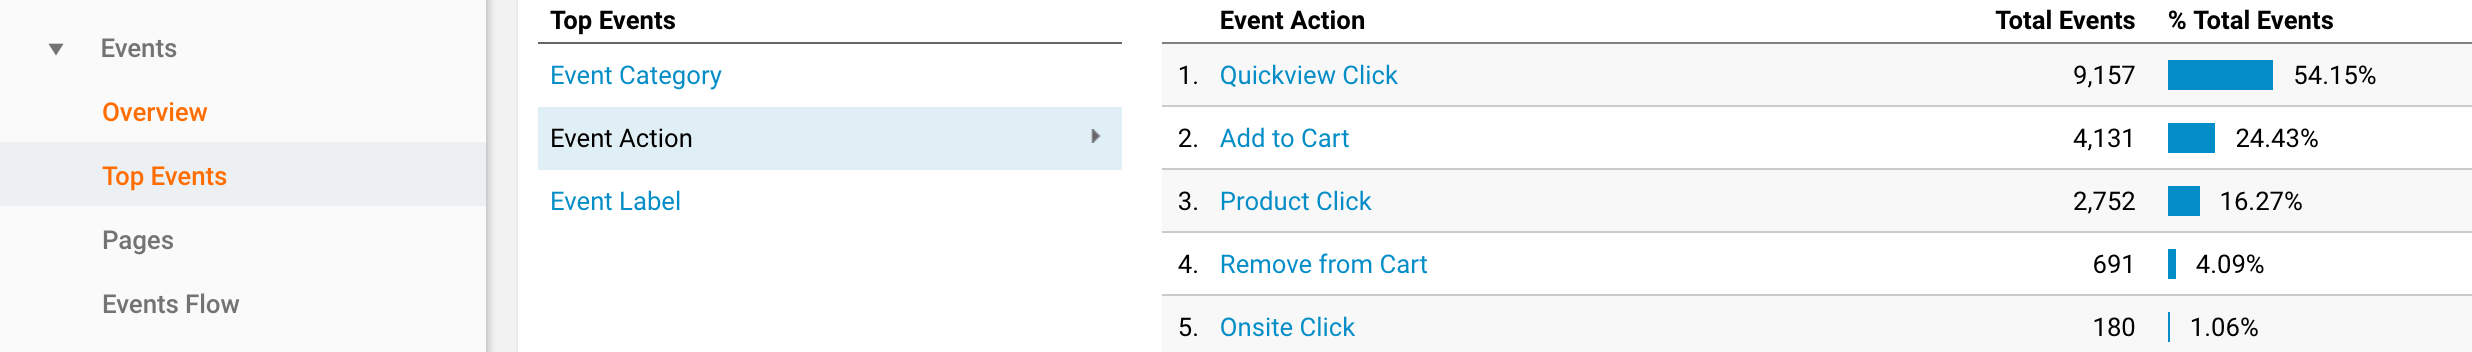 Events
Overview
Top Events
Pages
Events Flow
Top Events
Event Category
Event Action
Event Label
Event Action Total Events % Total Events
1. Quickview Click 9,157 54.15%
2. Add to Cart 4,131 24.43%
3. Product Click 2,752 16.27%
4. Remove from Cart 691 4.09%
5. Onsite Click 180 1.06%